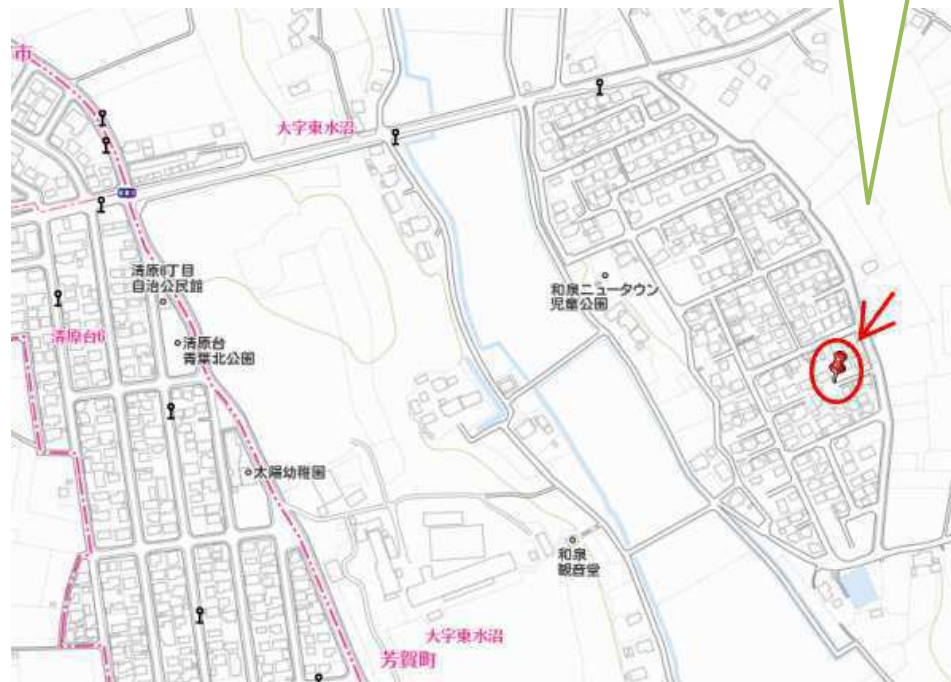 市
大字東水沼
清原6丁目
自治公民館
清原台6
清原台
青葉北公園
和泉ニュータウン
児童公園
太陽幼稚園
和泉
観音堂
大字東水沼
芳賀町